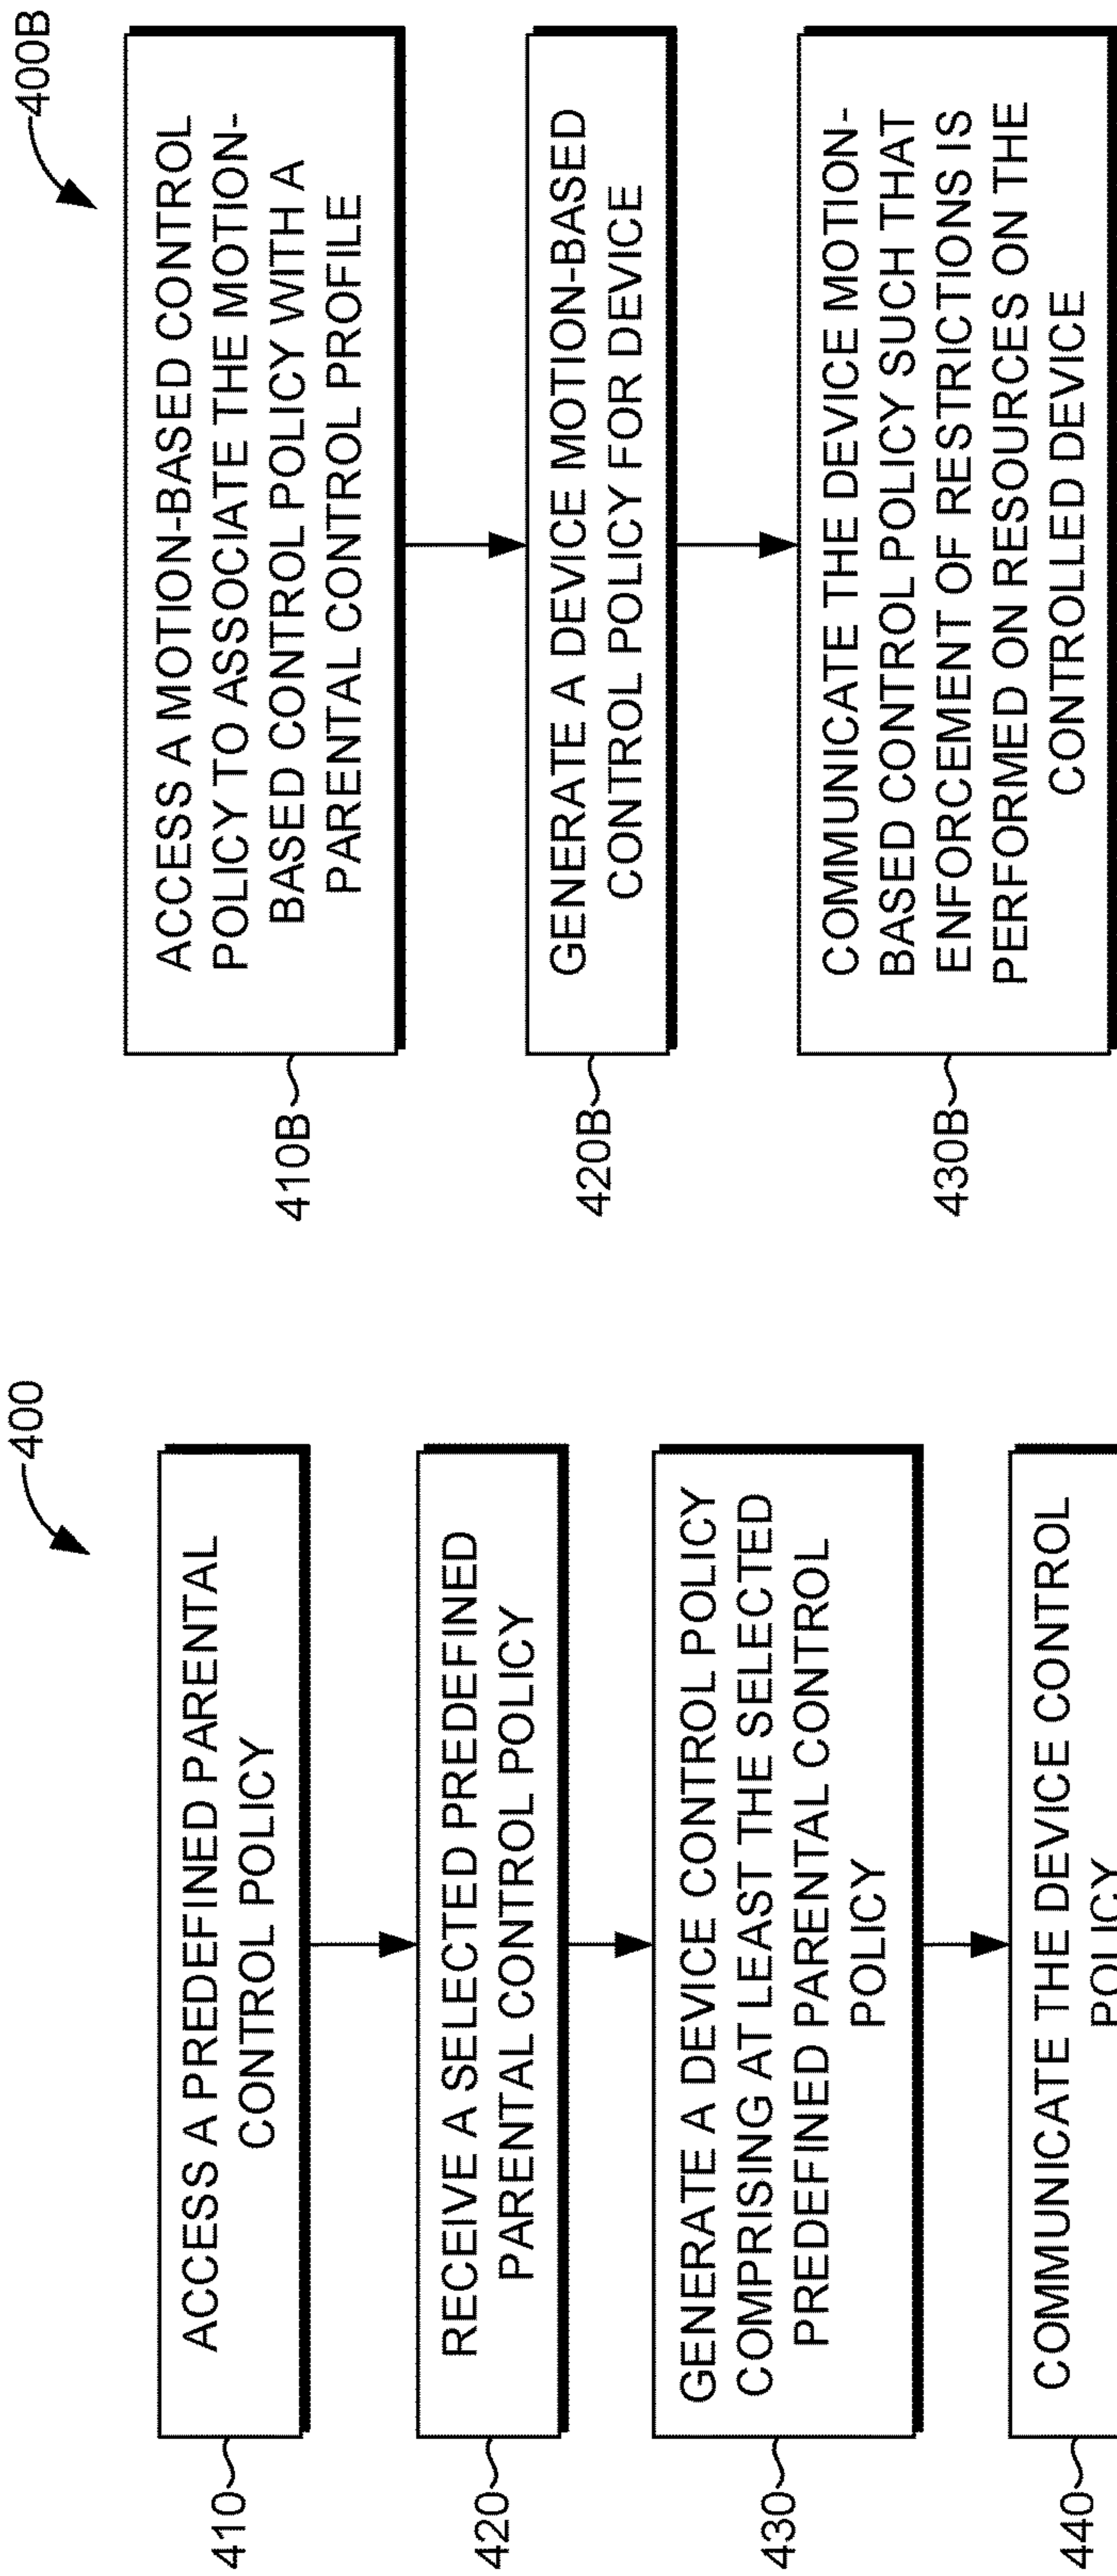 400
410
ACCESS A PREDEFINED PARENTAL
CONTROL POLICY
420
RECEIVE A SELECTED PREDEFINED
PARENTAL CONTROL POLICY
430
GENERATE A DEVICE CONTROL POLICY
COMPRISING AT LEAST THE SELECTED
PREDEFINED PARENTAL CONTROL
POLICY
440
COMMUNICATE THE DEVICE CONTROL
POLICY
400B
410B
ACCESS A MOTION-BASED CONTROL
POLICY TO ASSOCIATE THE MOTION-
BASED CONTROL POLICY WITH A
PARENTAL CONTROL PROFILE
420B
GENERATE A DEVICE MOTION-BASED
CONTROL POLICY FOR DEVICE
430B
COMMUNICATE THE DEVICE MOTION-
BASED CONTROL POLICY SUCH THAT
ENFORCEMENT OF RESTRICTIONS IS
PERFORMED ON RESOURCES ON THE
CONTROLLED DEVICE